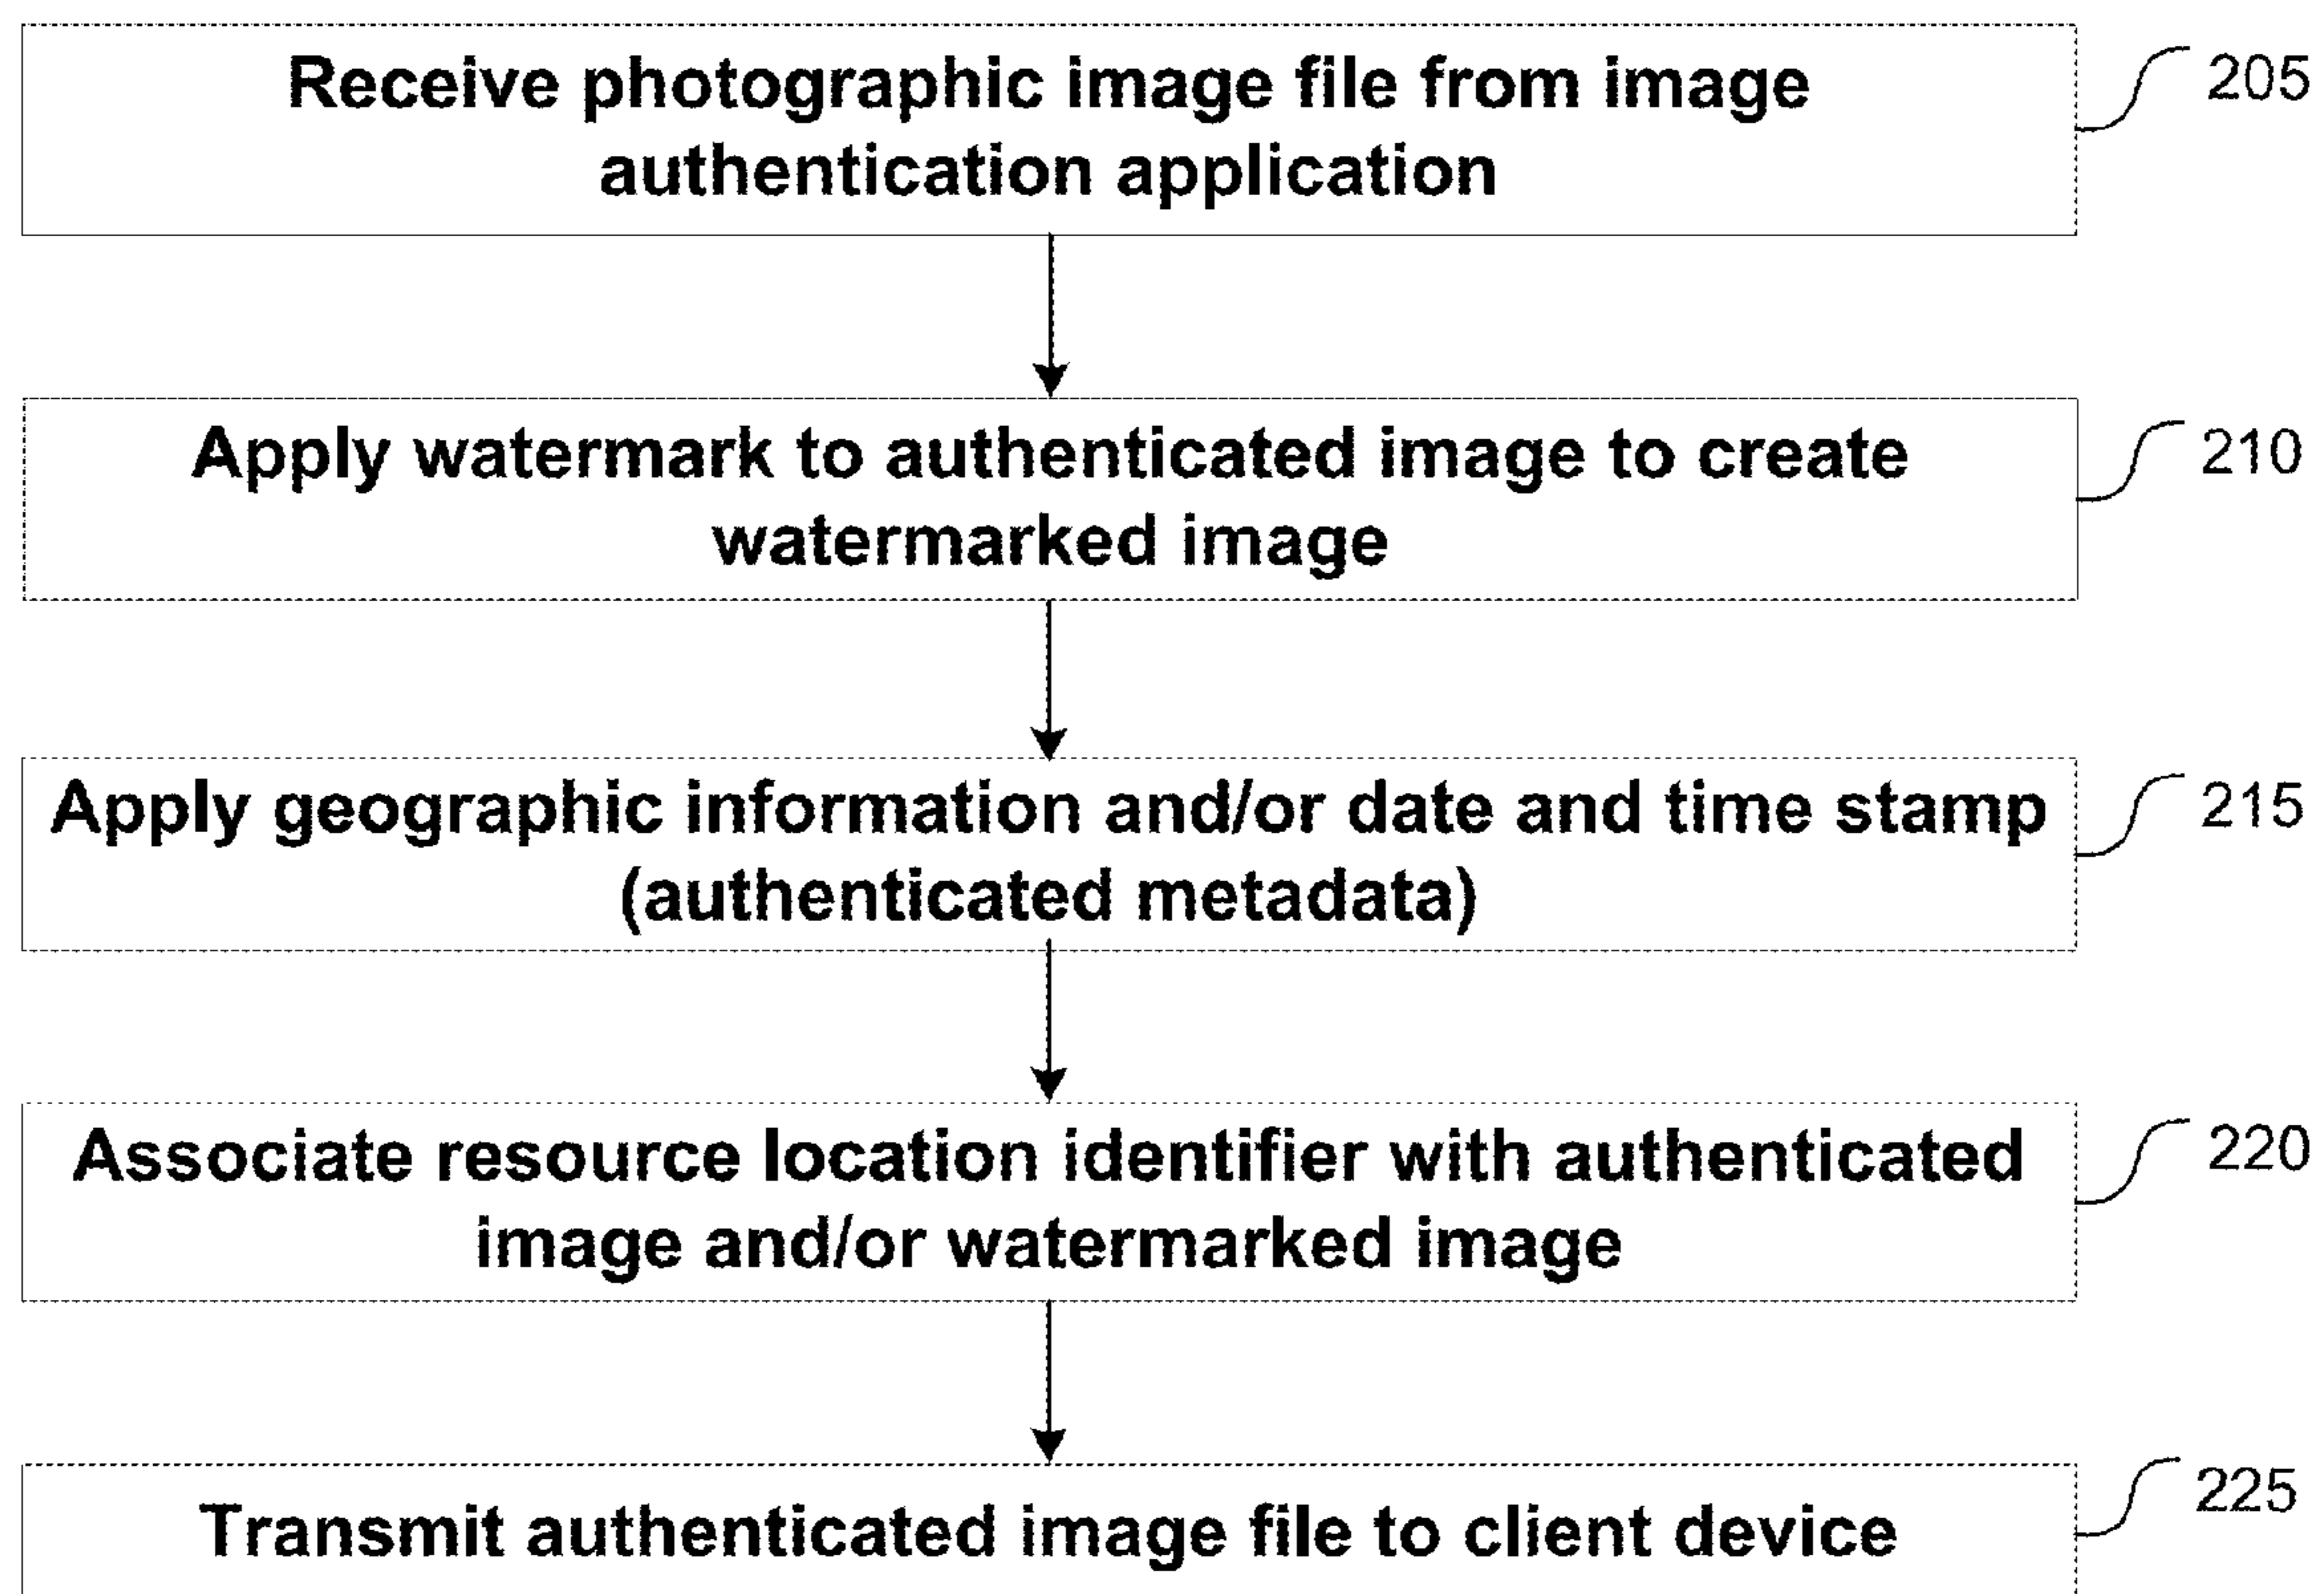 Receive photographic image file from image
authentication application
205
Apply watermark to authenticated image to create
watermarked image
210
Apply geographic information and/or date and time stamp
(authenticated metadata)
215
Associate resource location identifier with authenticated
image and/or watermarked image
220
Transmit authenticated image file to client device
225